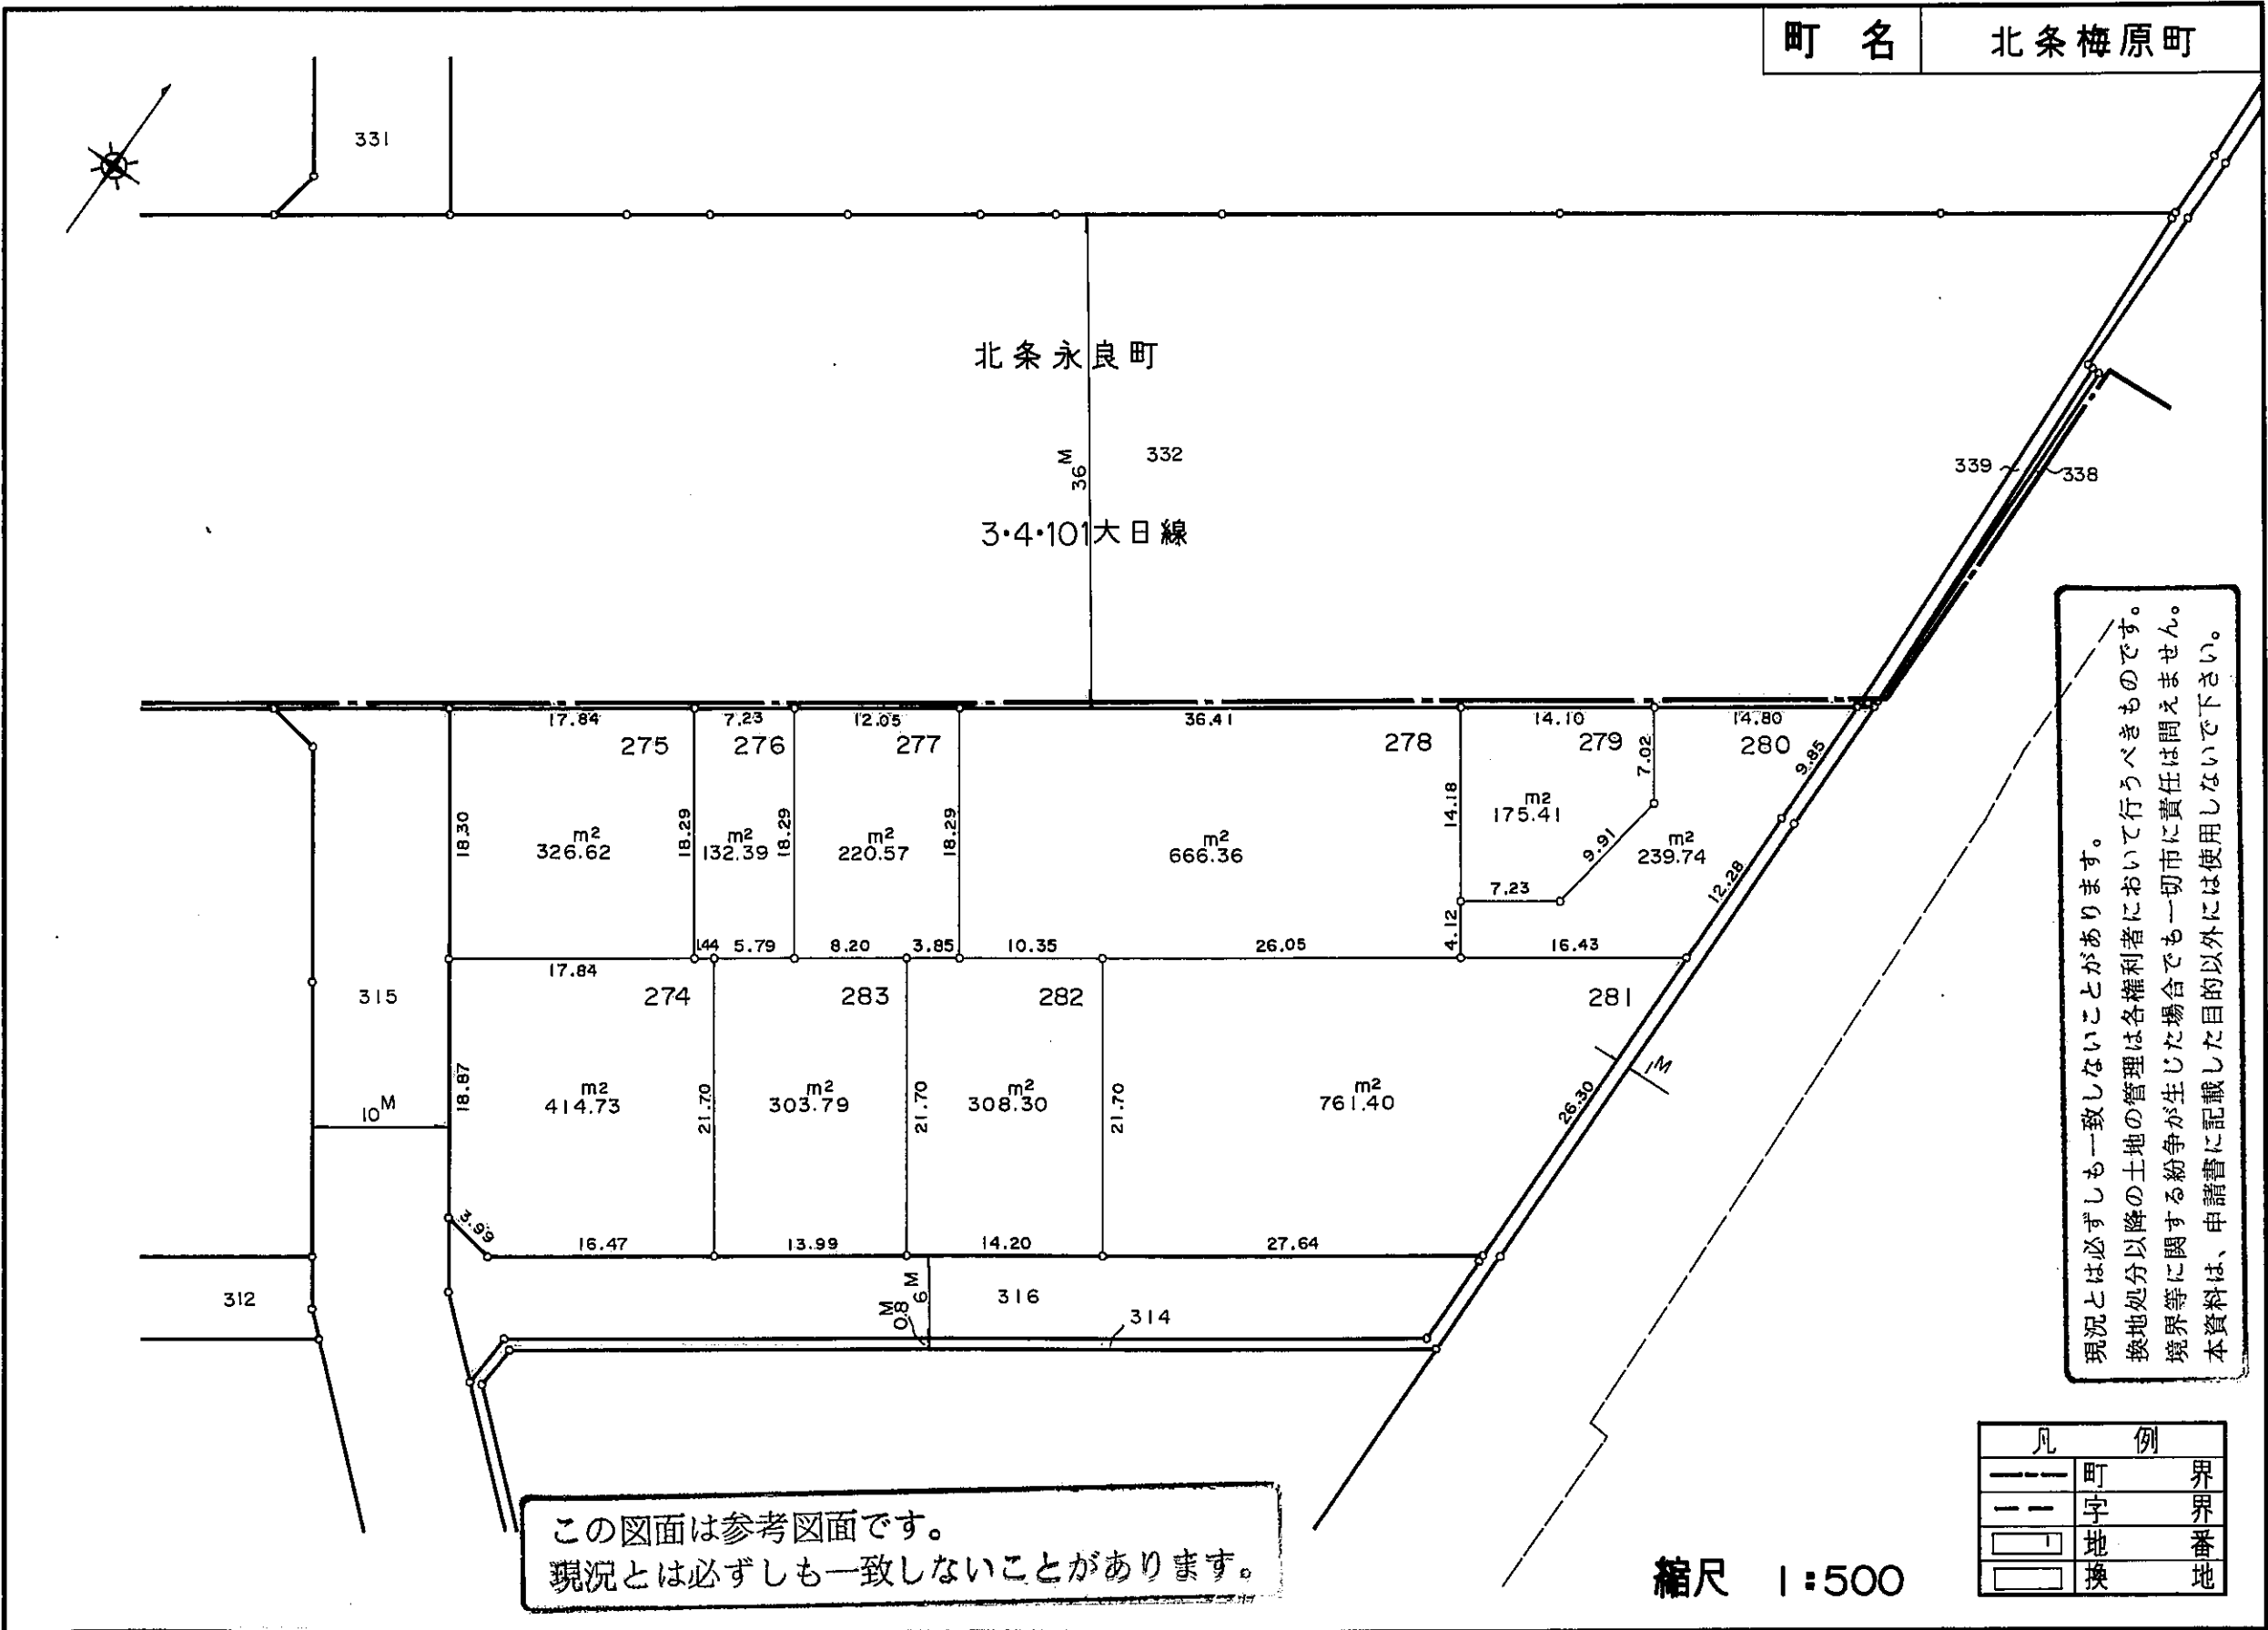 町 名 北条梅原町
331
北条永良町
36M
332
3・4・101大日線
339
338
17.84
7.23
12.05
36.41
14.10
14.80
275
276
277
278
279
280
7.02
9.85
18.30
18.29
18.29
18.29
14.18
m2
326.62
m2
132.39
m2
220.57
m2
666.36
m2
175.41
9.91
m2
239.74
12.28
7.23
4.12
1.44
5.79
8.20
3.85
10.35
26.05
16.43
17.84
315
274
283
282
281
18.87
10M
m2
414.73
21.70
m2
303.79
21.70
m2
308.30
21.70
m2
761.40
26.30
1M
3.99
16.47
13.99
14.20
27.64
312
0.8M
6M
316
314
現況とは必ずしも一致しないことがあります。
換地処分以降の土地の管理は各権利者において行うべきものです。
境界等に関する紛争が生じた場合でも一切市に責任は問えません。
本資料は、申請書に記載した目的以外には使用しないで下さい。
この図面は参考図面です。
現況とは必ずしも一致しないことがあります。
縮尺 1:500
凡 例
町 界
字 界
1 地 番
換 地